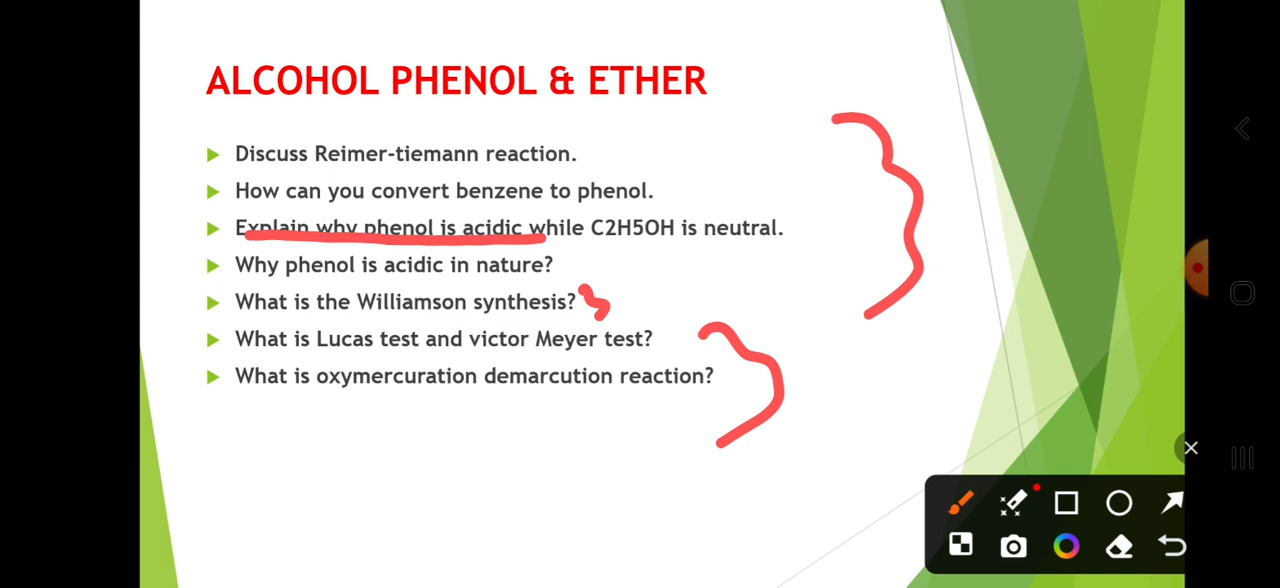 ALCOHOL PHENOL & ETHER
Discuss Reimer-tiemann reaction.
How can you convert benzene to phenol.
Explain why phenol is acidic while C2H5OH is neutral.
Why phenol is acidic in nature?
What is the Williamson synthesis?
What is Lucas test and victor Meyer test?
What is oxymercuration demarcution reaction?